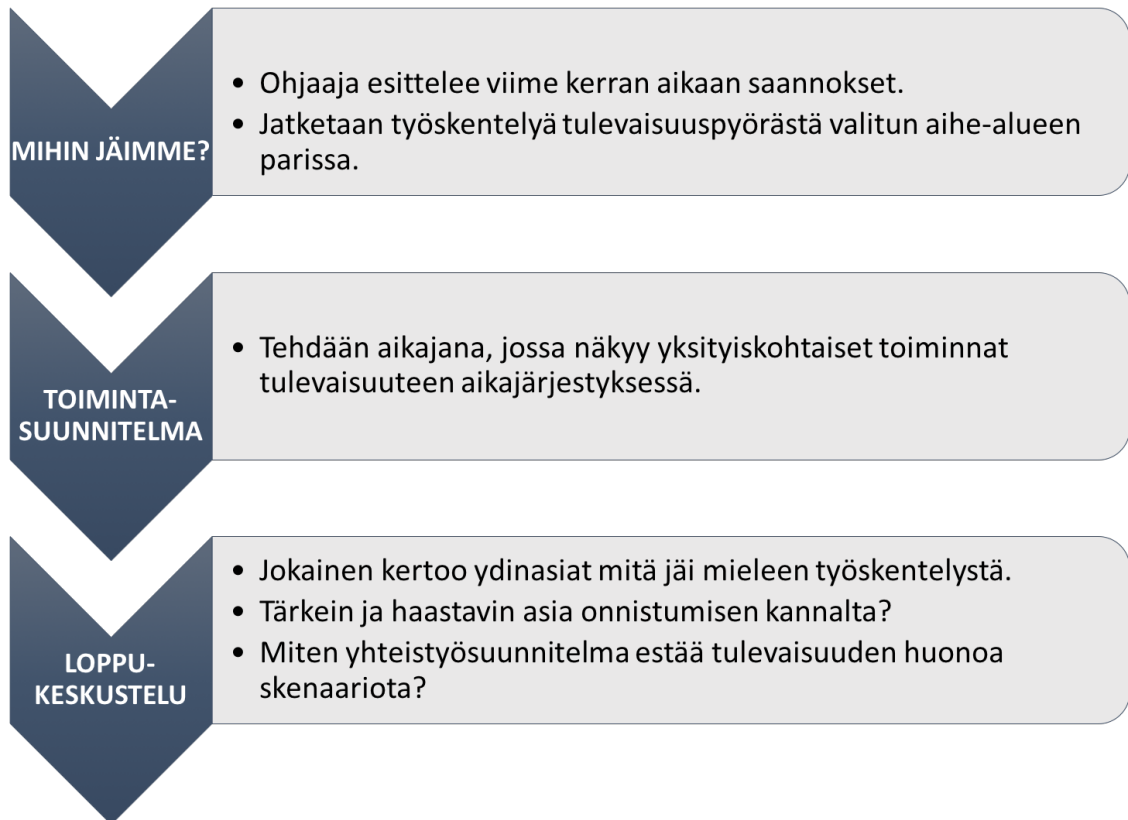 MIHIN JÄIMME?
• Ohjaaja esittelee viime kerran aikaan saannokset.
• Jatketaan työskentelyä tulevaisuuspyörästä valitun aihe-alueen
parissa.
TOIMINTA-
SUUNNITELMA
• Tehdään aikajana, jossa näkyy yksityiskohtaiset toiminnat
tulevaisuuteen aikajärjestyksessä.
LOPPU-
KESKUSTELU
• Jokainen kertoo ydinasiat mitä jäi mieleen työskentelystä.
• Tärkein ja haastavin asia onnistumisen kannalta?
• Miten yhteistyösuunnitelma estää tulevaisuuden huonoa
skenaariota?